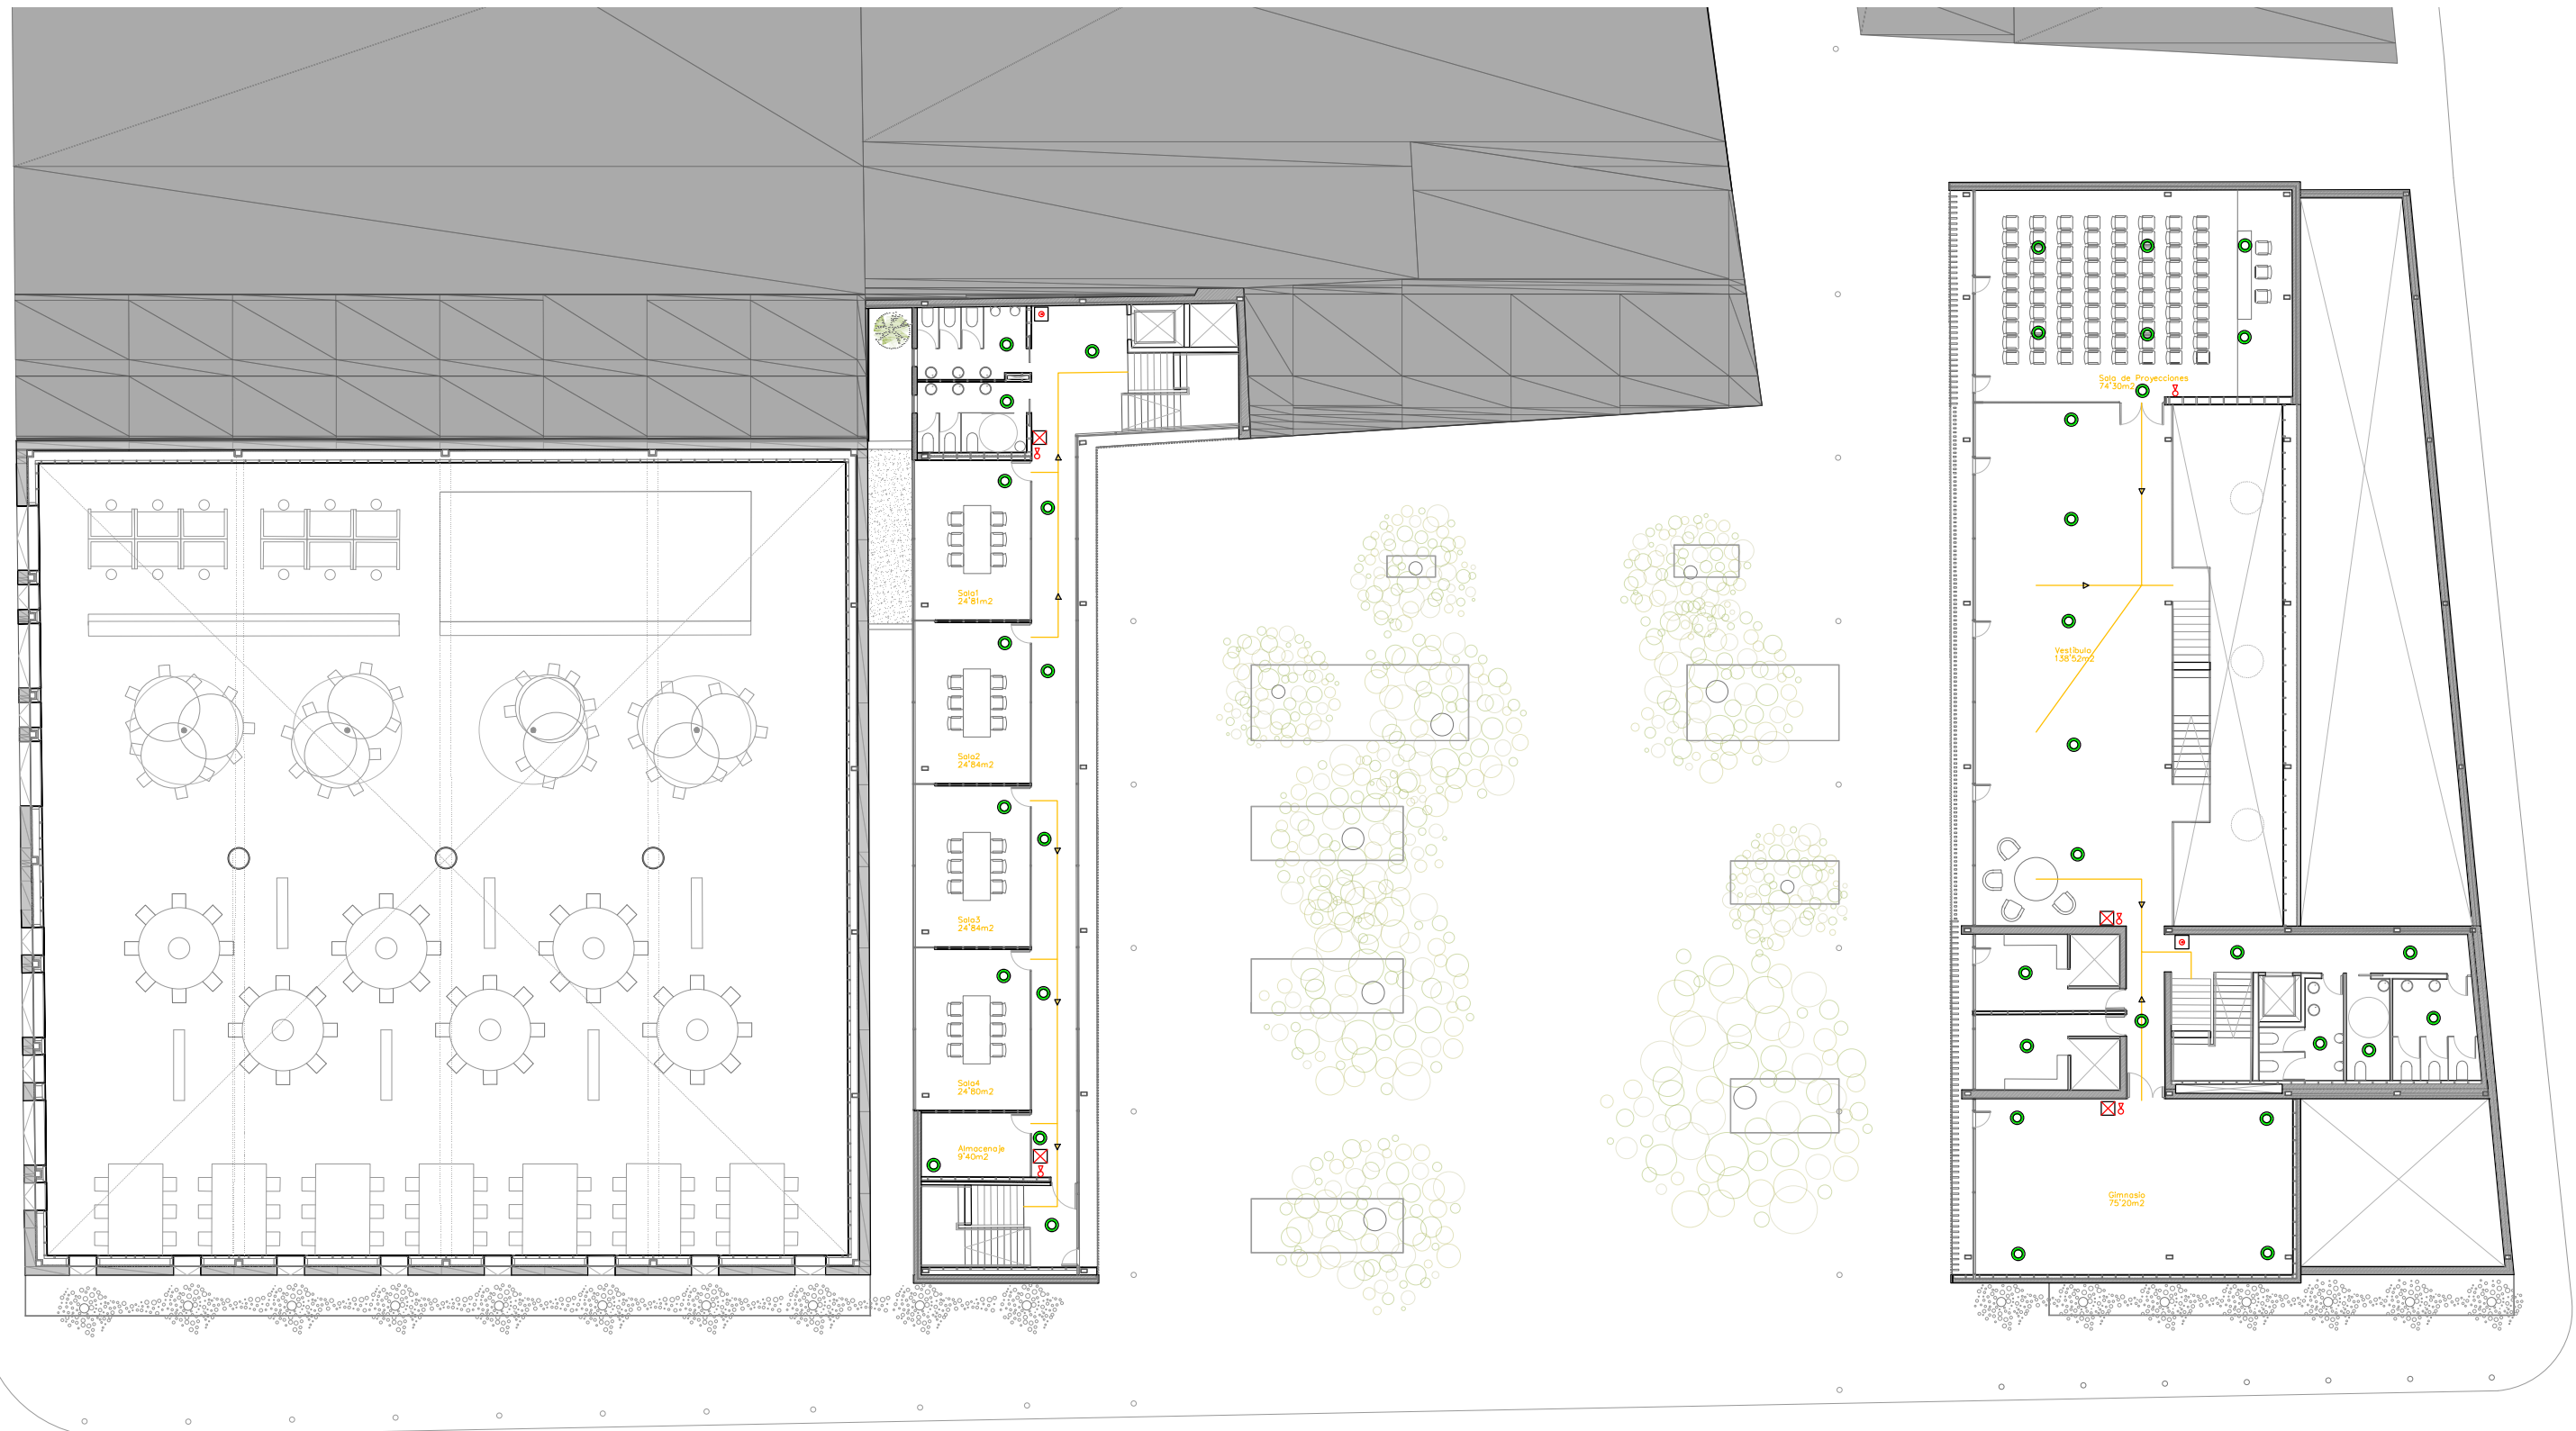 Sala de Proyecciones
74'30m2
Sala1
24'81m2
Vestíbulo
138'52m2
Sala2
24'84m2
Sala3
24'84m2
Sala4
24'80m2
Almacenaje
9'40m2
Gimnasio
75'20m2